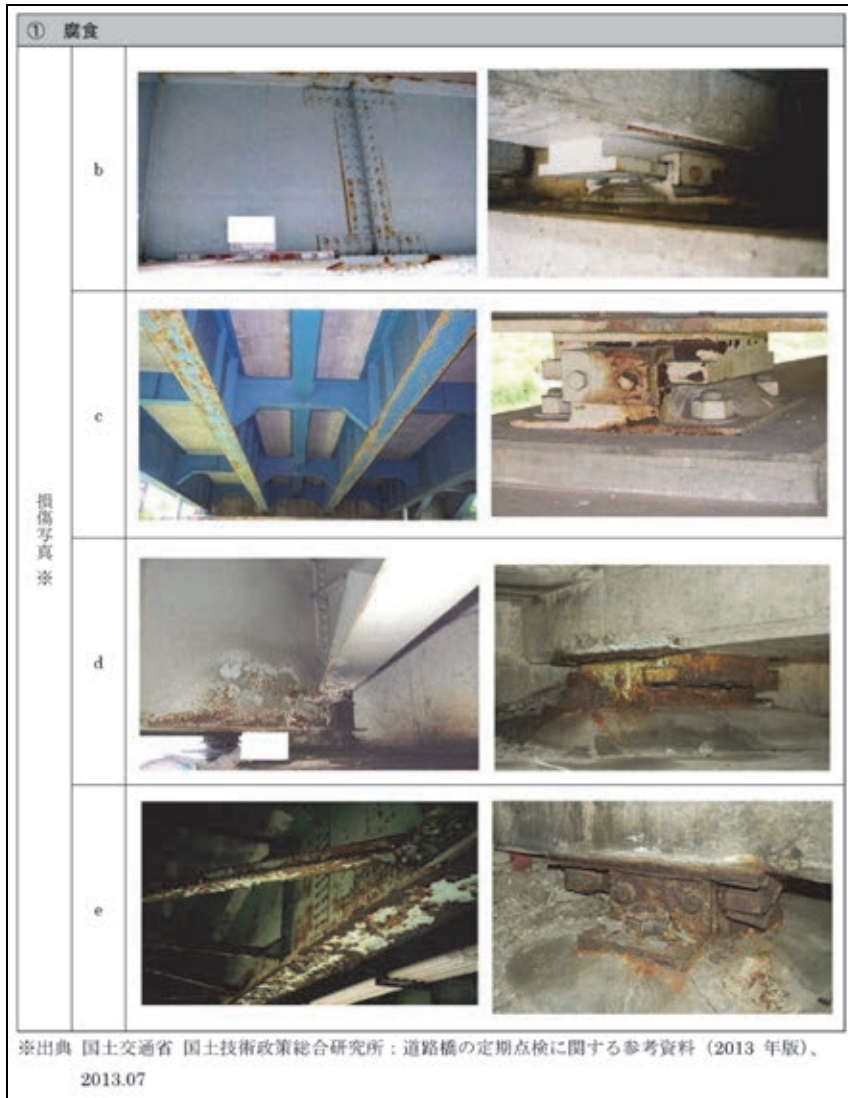 ① 腐食
損傷写真 ※
b
c
d
e
※出典 国土交通省 国土技術政策総合研究所：道路橋の定期点検に関する参考資料（2013 年版）、
2013.07